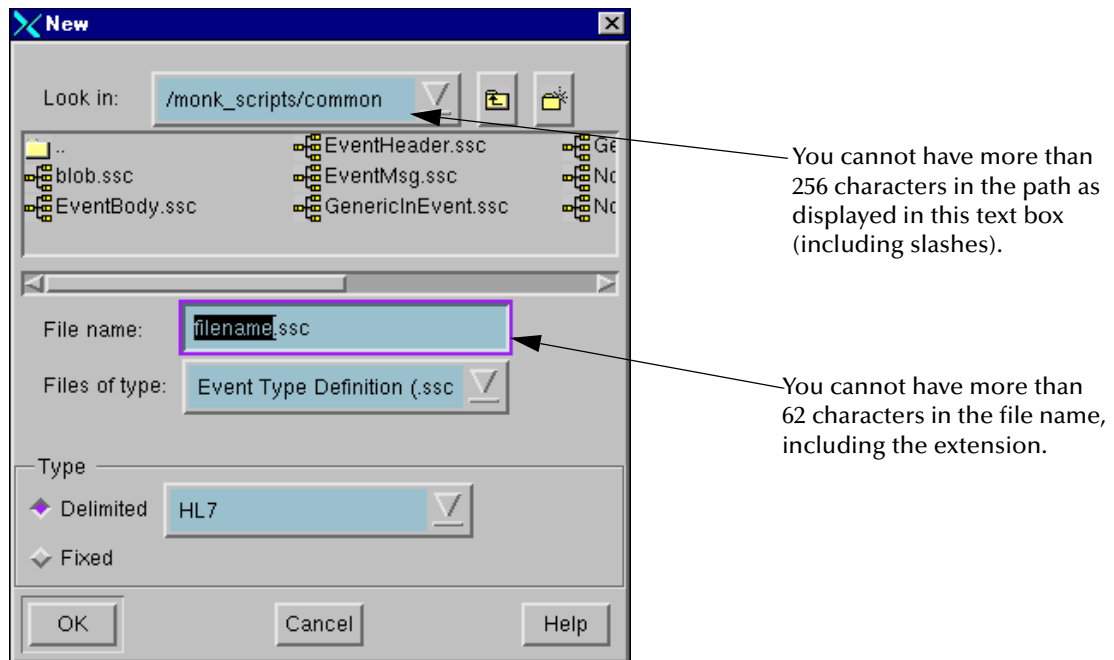 New
Look in: /monk_scripts/common
.. EventHeader.ssc Ge
blob.ssc EventMsg.ssc No
EventBody.ssc GenericInEvent.ssc No
You cannot have more than
256 characters in the path as
displayed in this text box
(including slashes).
File name: filename.ssc
Files of type: Event Type Definition (.ssc
You cannot have more than
62 characters in the file name,
including the extension.
Type
Delimited HL7
Fixed
OK Cancel Help